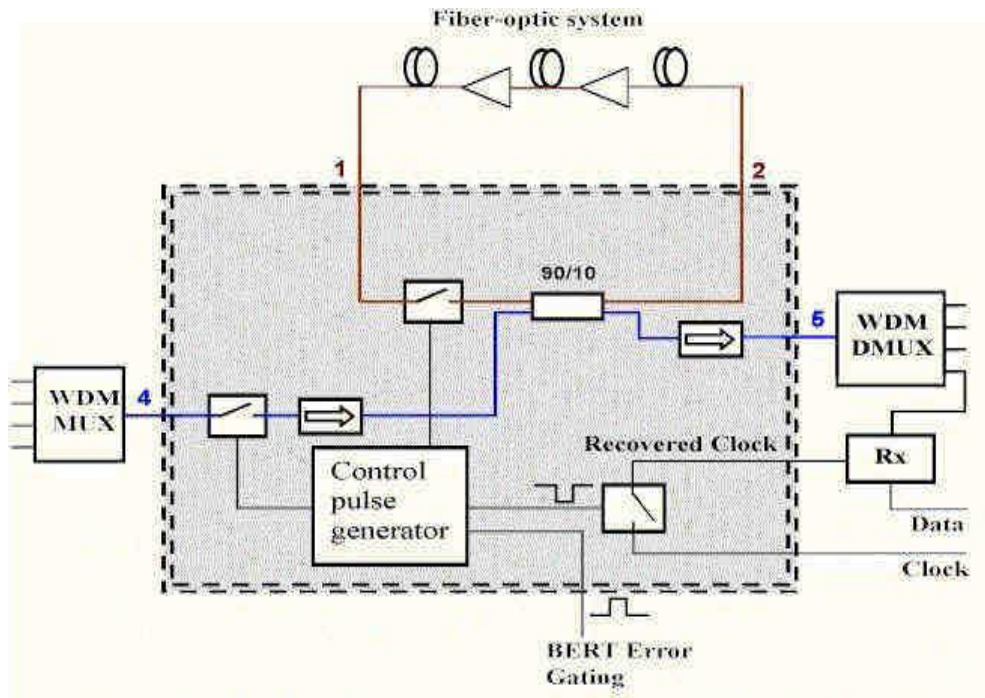 Fiber-optic system
1
2
90/10
5
WDM
DMUX
WDM
MUX
4
Recovered Clock
Rx
Control
pulse
generator
Data
Clock
BERT Error
Gating